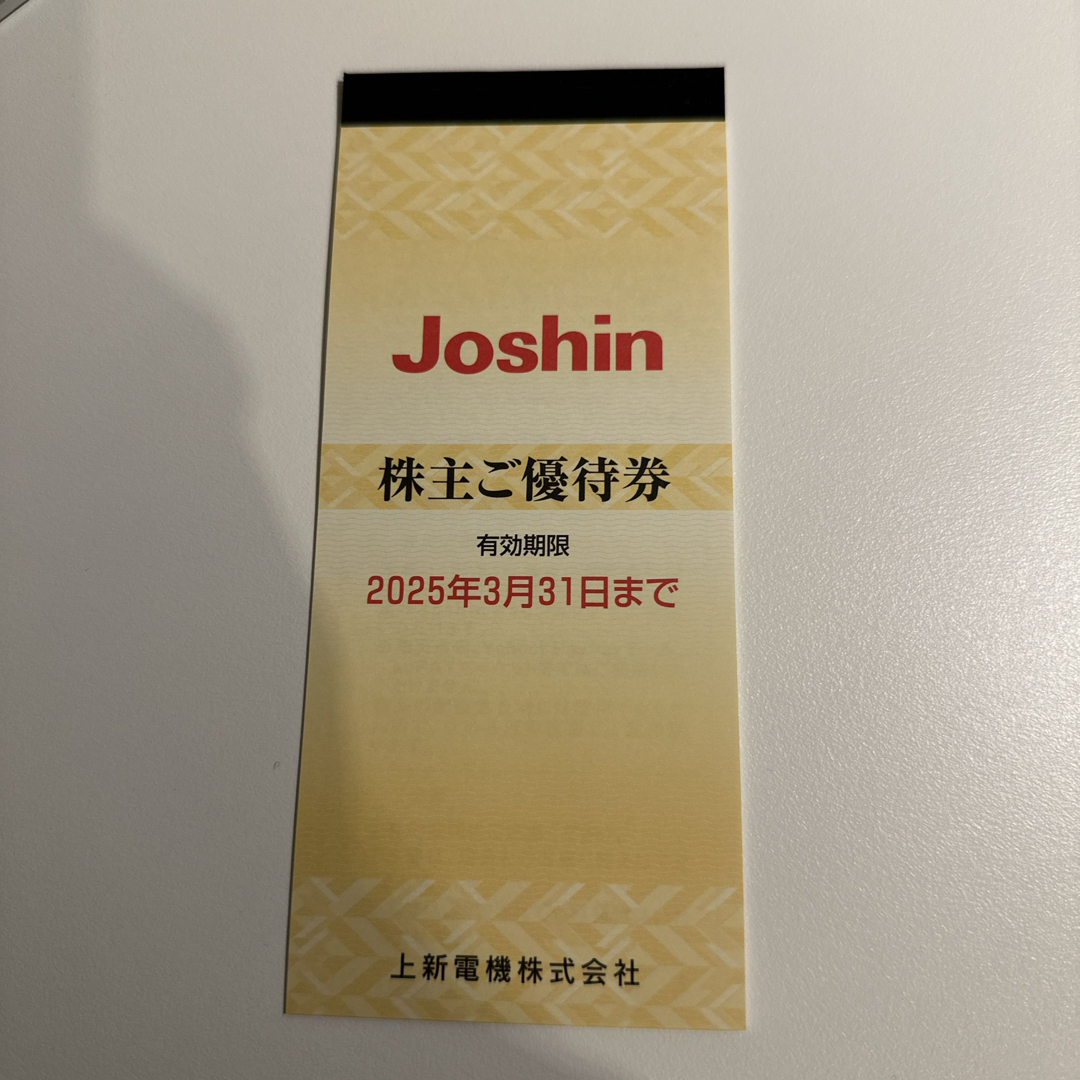 Joshin
株主ご優待券
有効期限
2025年3月31日まで
上新電機株式会社